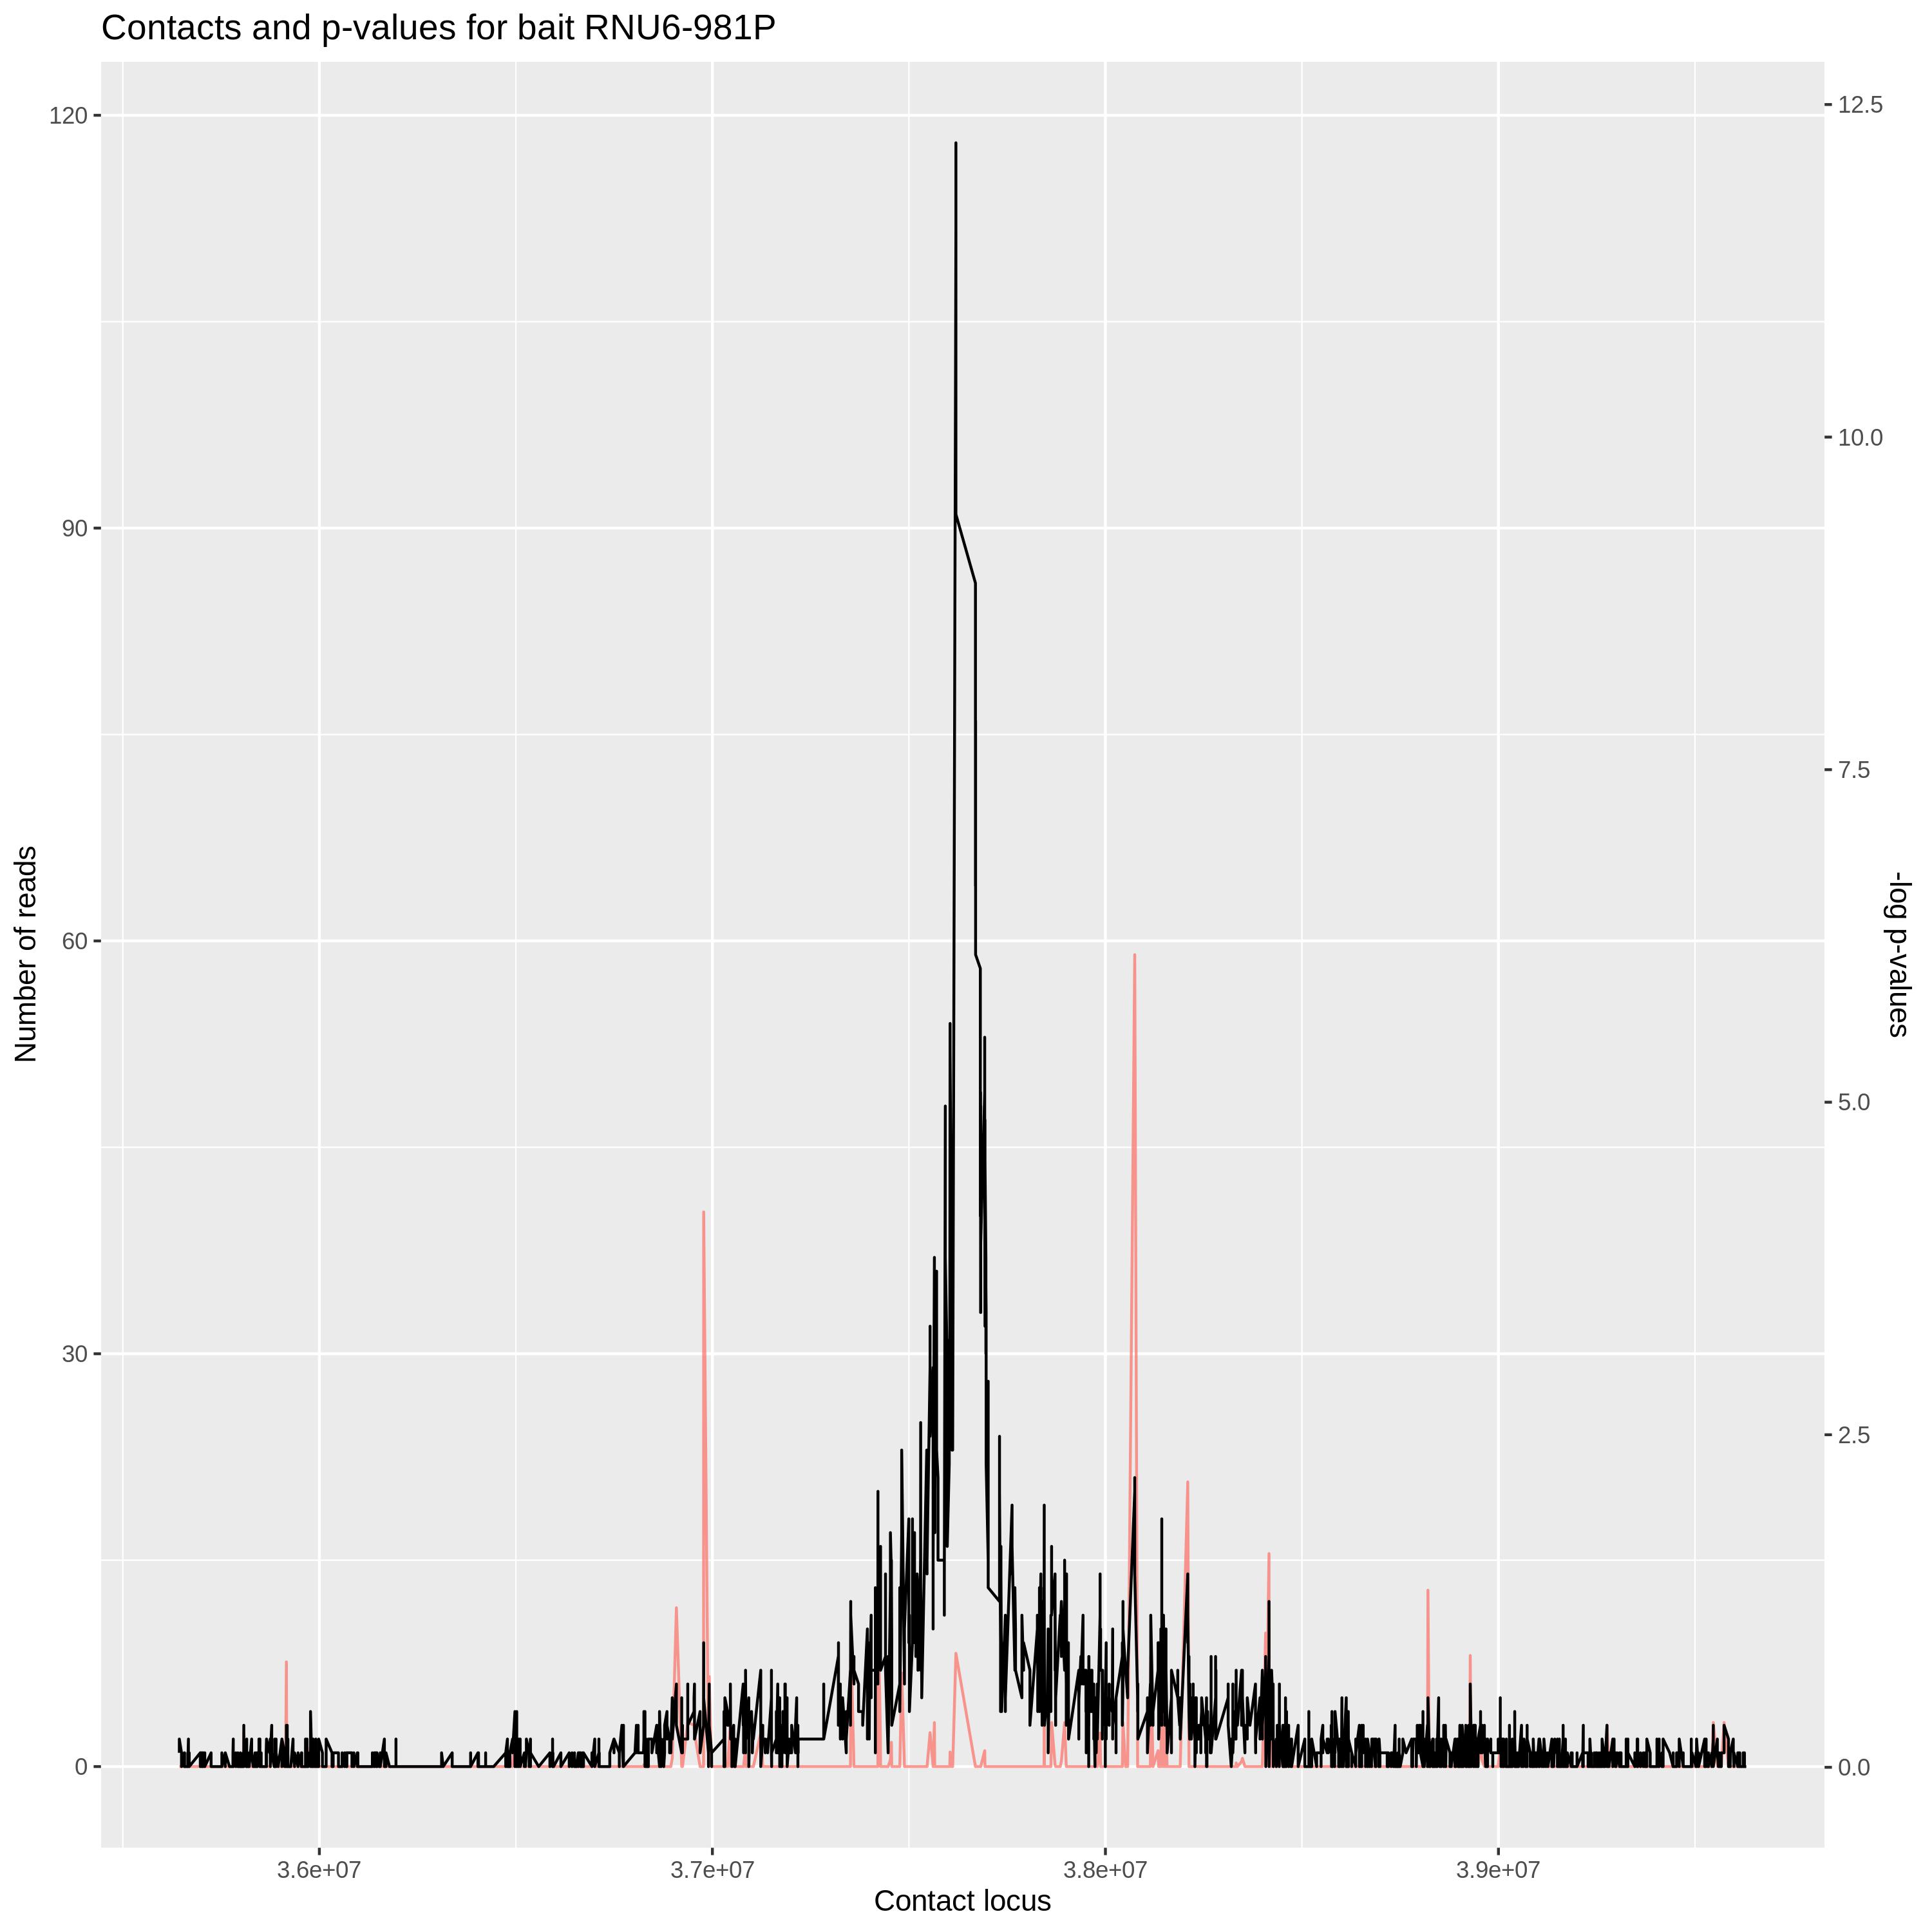 Contacts and p-values for bait RNU6-981P
120
90
60
30
0
12.5
10.0
7.5
5.0
2.5
0.0
Number of reads
-log p-values
3.6e+07
3.7e+07
3.8e+07
3.9e+07
Contact locus